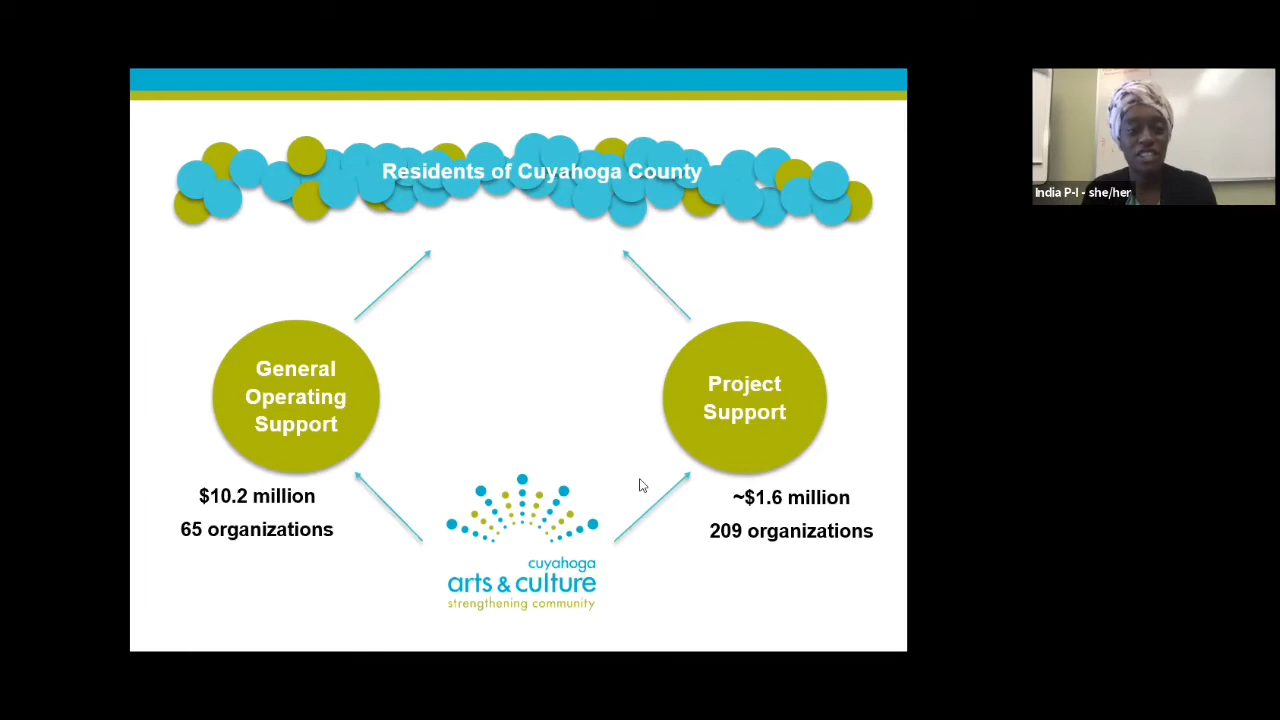 Residents of Cuyahoga County
India P-I - she/her
General
Operating
Support
Project
Support
$10.2 million
65 organizations
~$1.6 million
209 organizations
cuyahoga
arts & culture
strengthening community